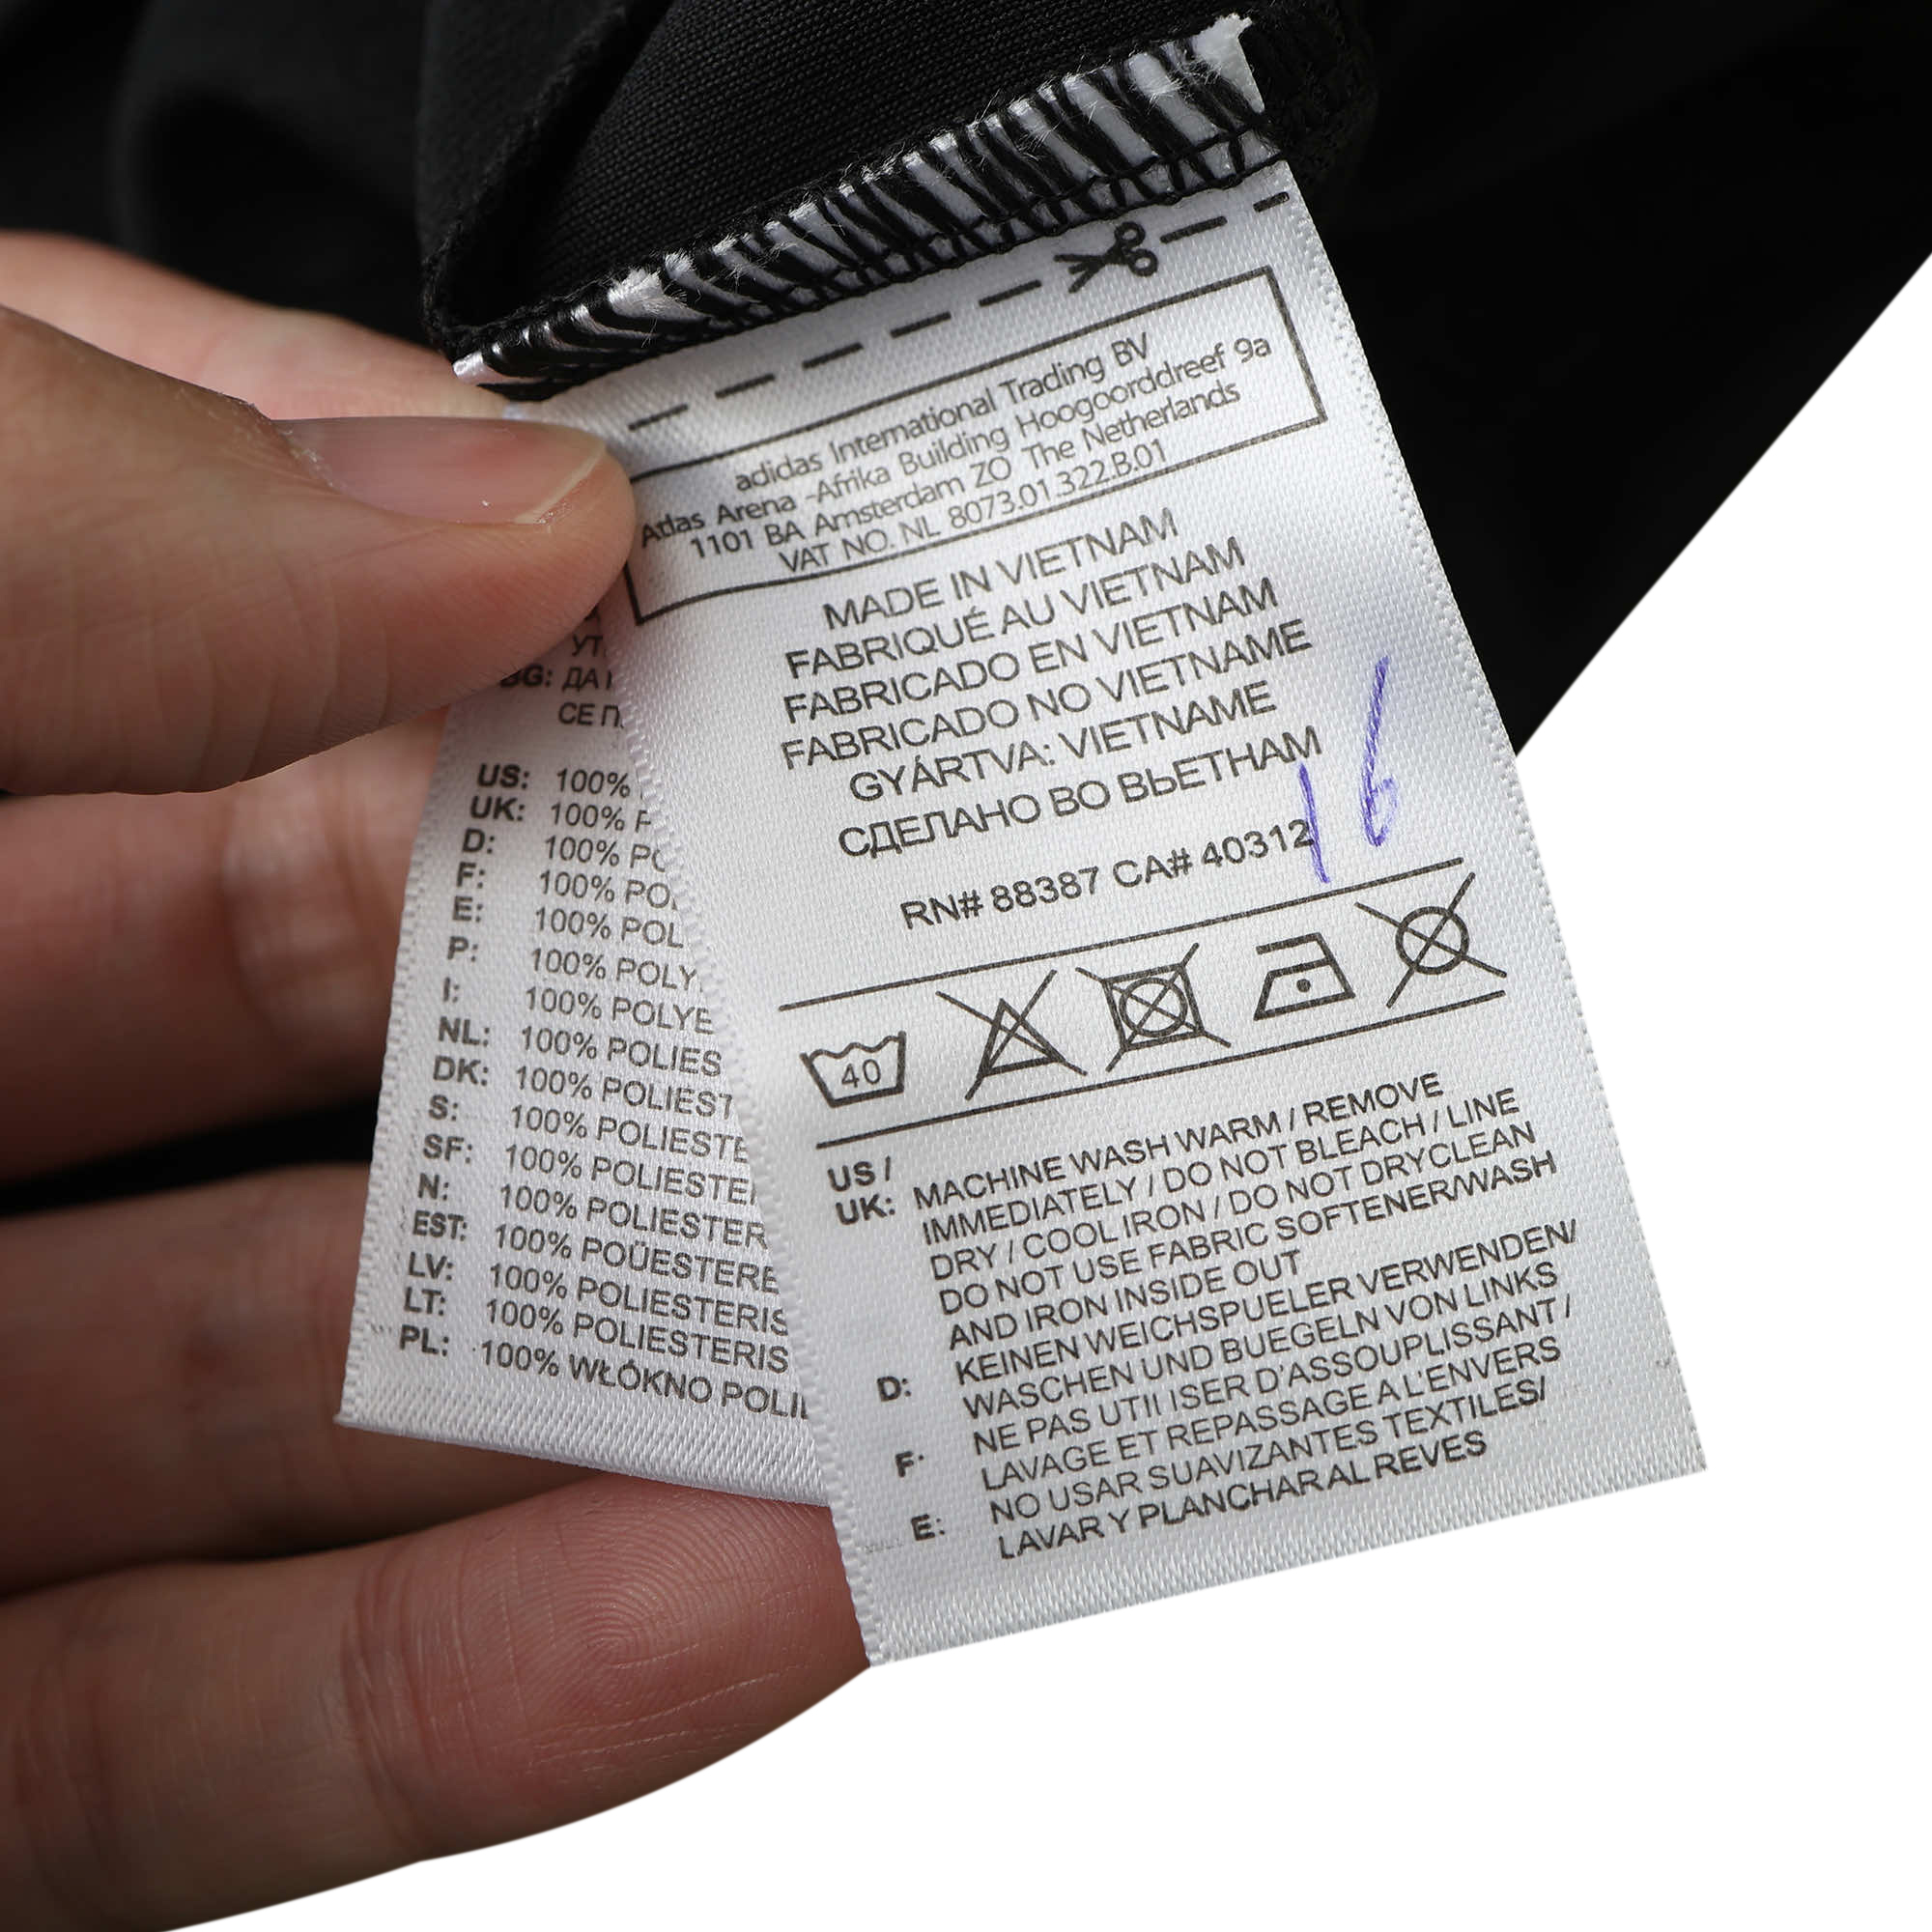 adidas International Trading BV
Atlas Arena -Afrika Building Hoogoorddreef 9a
1101 BA Amsterdam ZO The Netherlands
VAT NO. NL 8073.01.322.B.01
MADE IN VIETNAM
FABRIQUÉ AU VIETNAM
FABRICADO EN VIETNAM
FABRICADO NO VIETNAME
GYÁRTVA: VIETNAME
СДЕЛАНО ВО ВЬЕТНАМ
16
RN# 88387 CA# 40312
40
US / UK: MACHINE WASH WARM / REMOVE
IMMEDIATELY / DO NOT BLEACH / LINE
DRY / COOL IRON / DO NOT DRYCLEAN
DO NOT USE FABRIC SOFTENER/WASH
AND IRON INSIDE OUT
D: KEINEN WEICHSPUELER VERWENDEN/
WASCHEN UND BUEGELN VON LINKS
F: NE PAS UTILISER D'ASSOUPLISSANT /
LAVAGE ET REPASSAGE A L'ENVERS
E: NO USAR SUAVIZANTES TEXTILES/
LAVAR Y PLANCHAR AL REVES
BG: ДА
СЕ
US: 100%
UK: 100%
D: 100%
F: 100%
E: 100% POL
P: 100% POLY
I: 100% POLYE
NL: 100% POLIES
DK: 100% POLIEST
S: 100% POLIESTE
SF: 100% POLIESTE
N: 100% POLIESTER
EST: 100% POÜESTERE
LV: 100% POLIESTERIS
LT: 100% POLIESTERIS
PL: 100% WŁÓKNO POLI